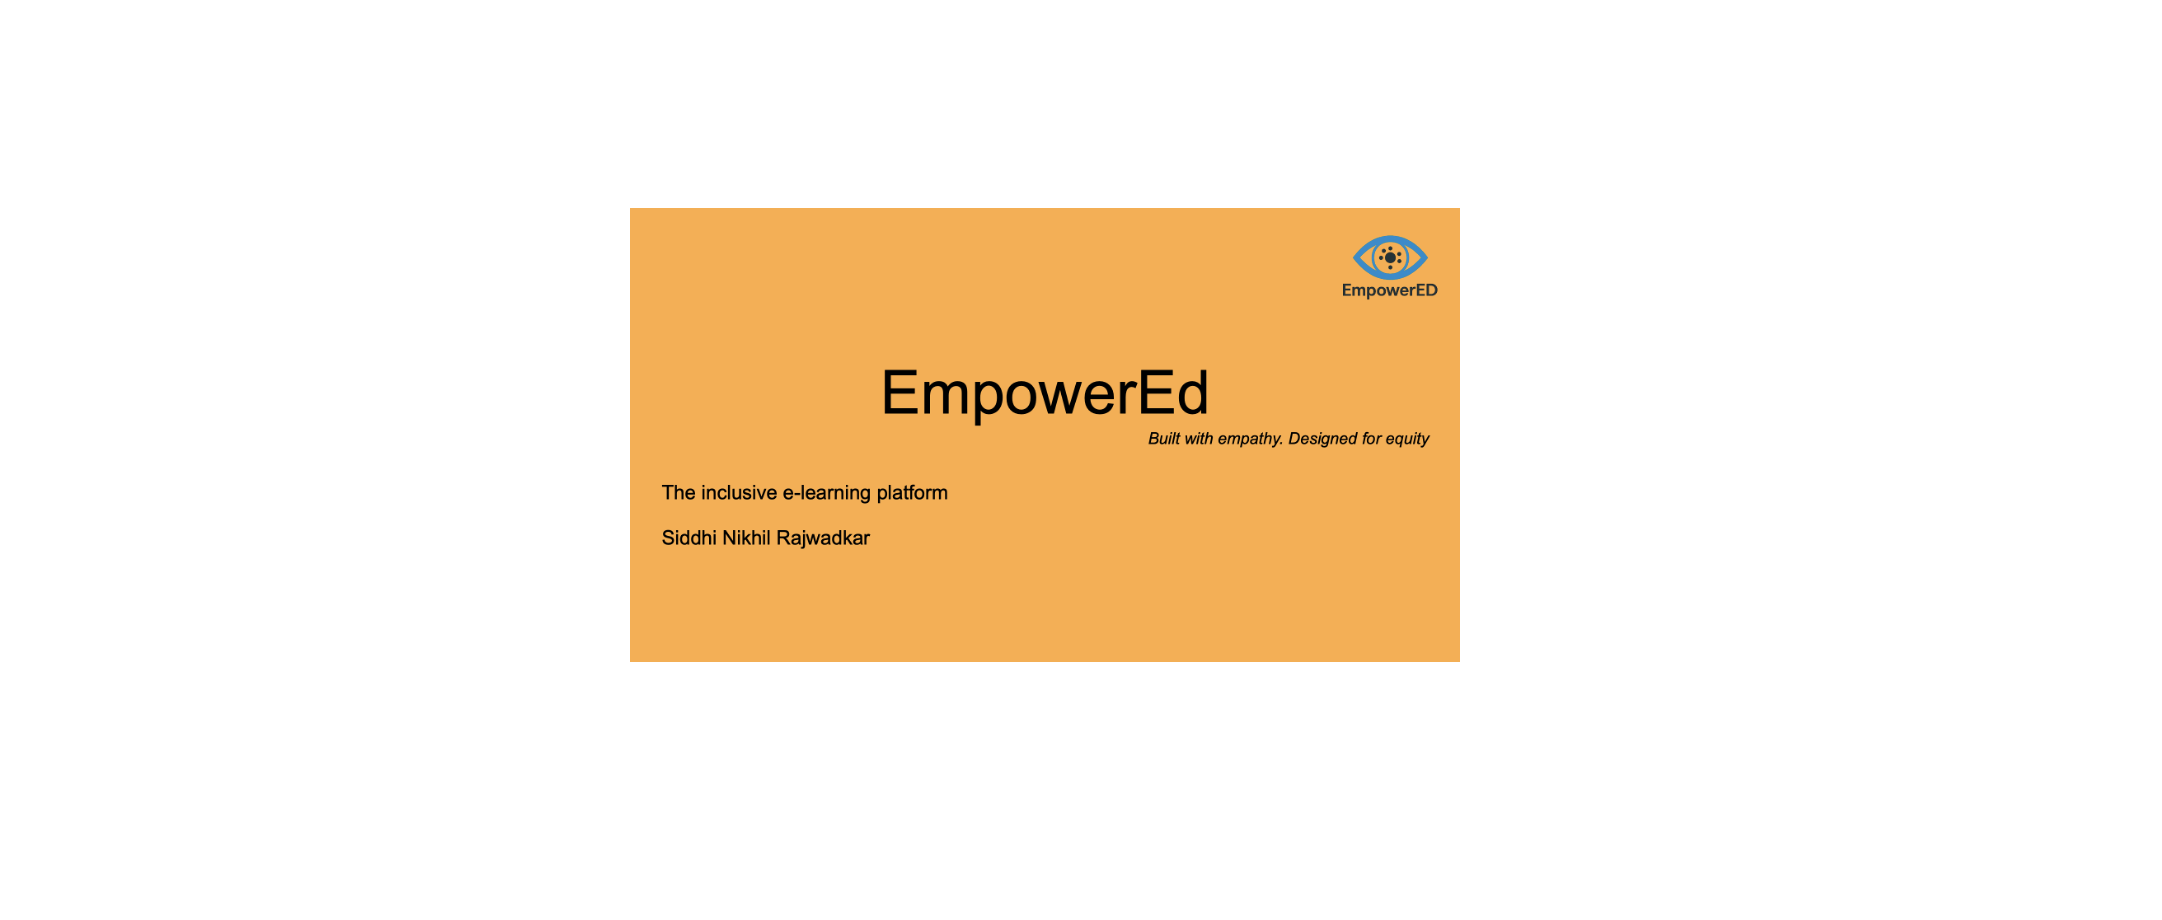 EmpowerED
EmpowerEd
Built with empathy. Designed for equity
The inclusive e-learning platform
Siddhi Nikhil Rajwadkar